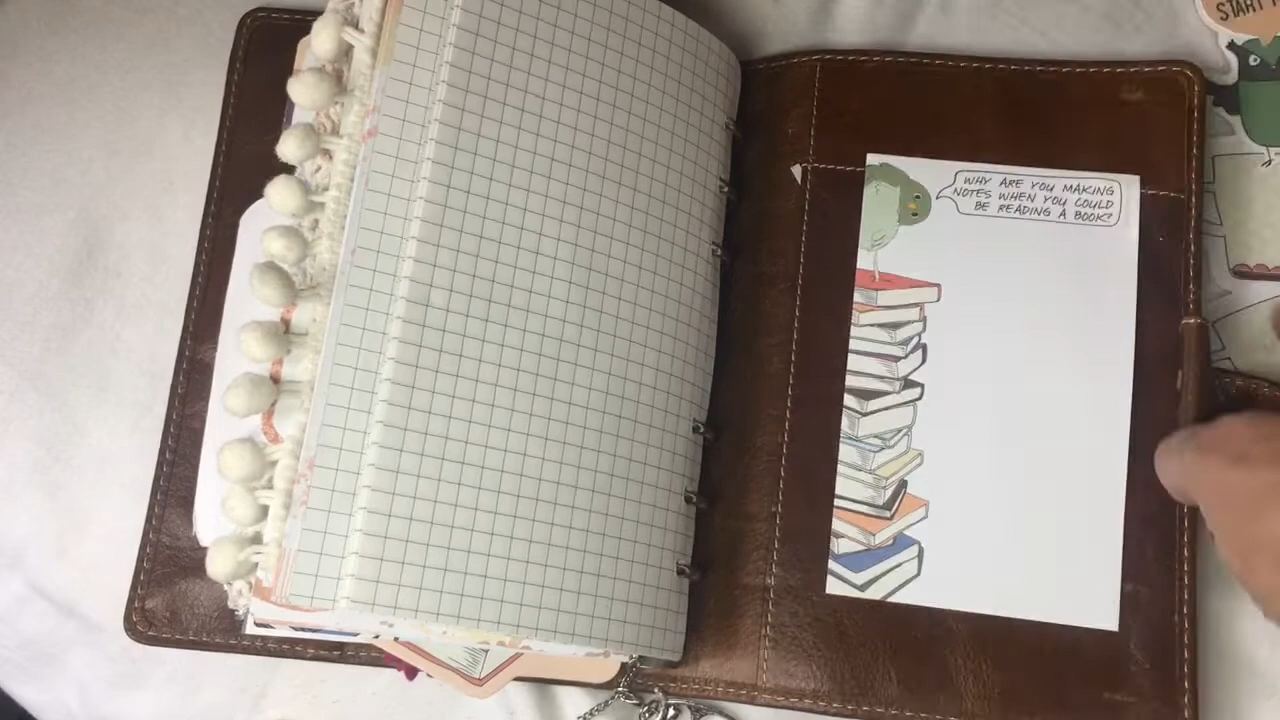 START
WHY ARE YOU MAKING
NOTES WHEN YOU COULD
BE READING A BOOK?